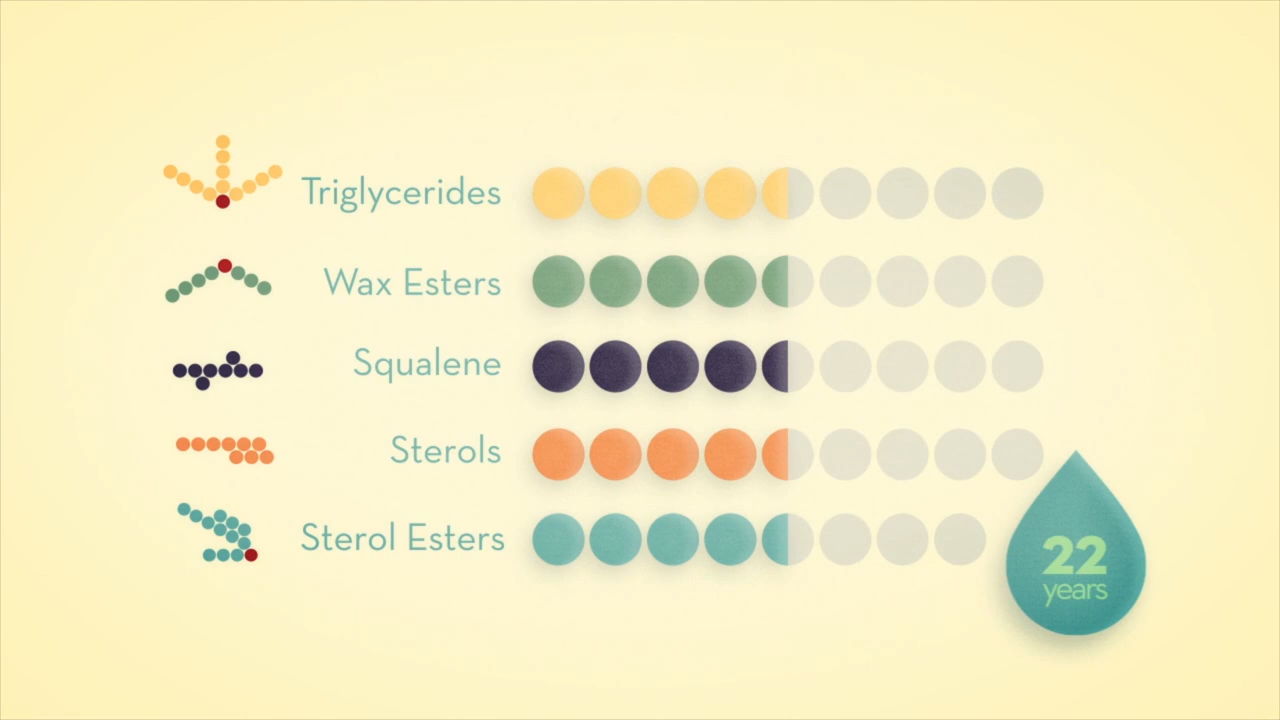 Triglycerides
Wax Esters
Squalene
Sterols
Sterol Esters
22
years